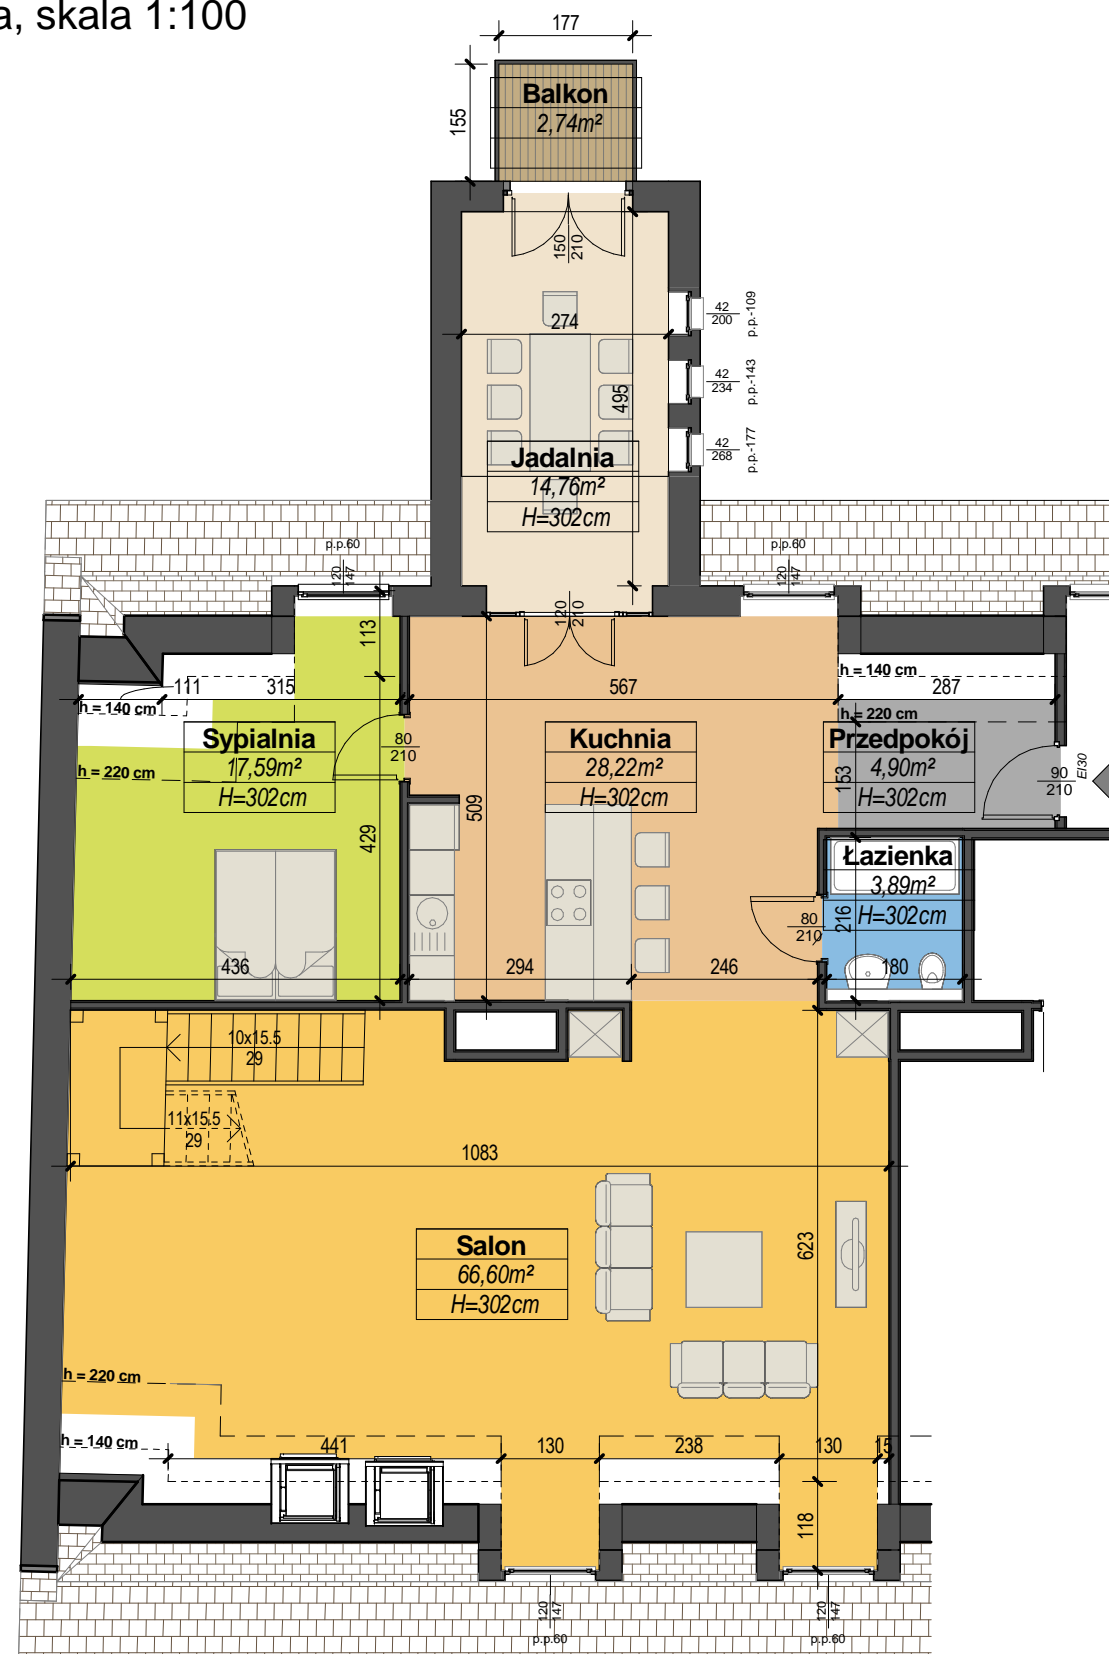 a, skala 1:100
177
155
Balkon
2,74m²
150
210
274
42
200
p.p.-109
42
234
p.p.-143
495
42
268
p.p.-177
Jadalnia
14,76m²
H=302cm
p.p.60
120
147
p.p.60
120
147
120
210
113
111
315
567
287
h = 140 cm
h = 140 cm
h = 220 cm
h = 220 cm
Sypialnia
17,59m²
H=302cm
80
210
Kuchnia
28,22m²
H=302cm
Przedpokój
4,90m²
H=302cm
153
90
210
EI30
509
429
Łazienka
3,89m²
H=302cm
216
80
210
436
294
246
180
10x15.5
29
11x15.5
29
1083
623
Salon
66,60m²
H=302cm
h = 220 cm
h = 140 cm
441
130
238
130
15
118
120
147
p.p.60
120
147
p.p.60